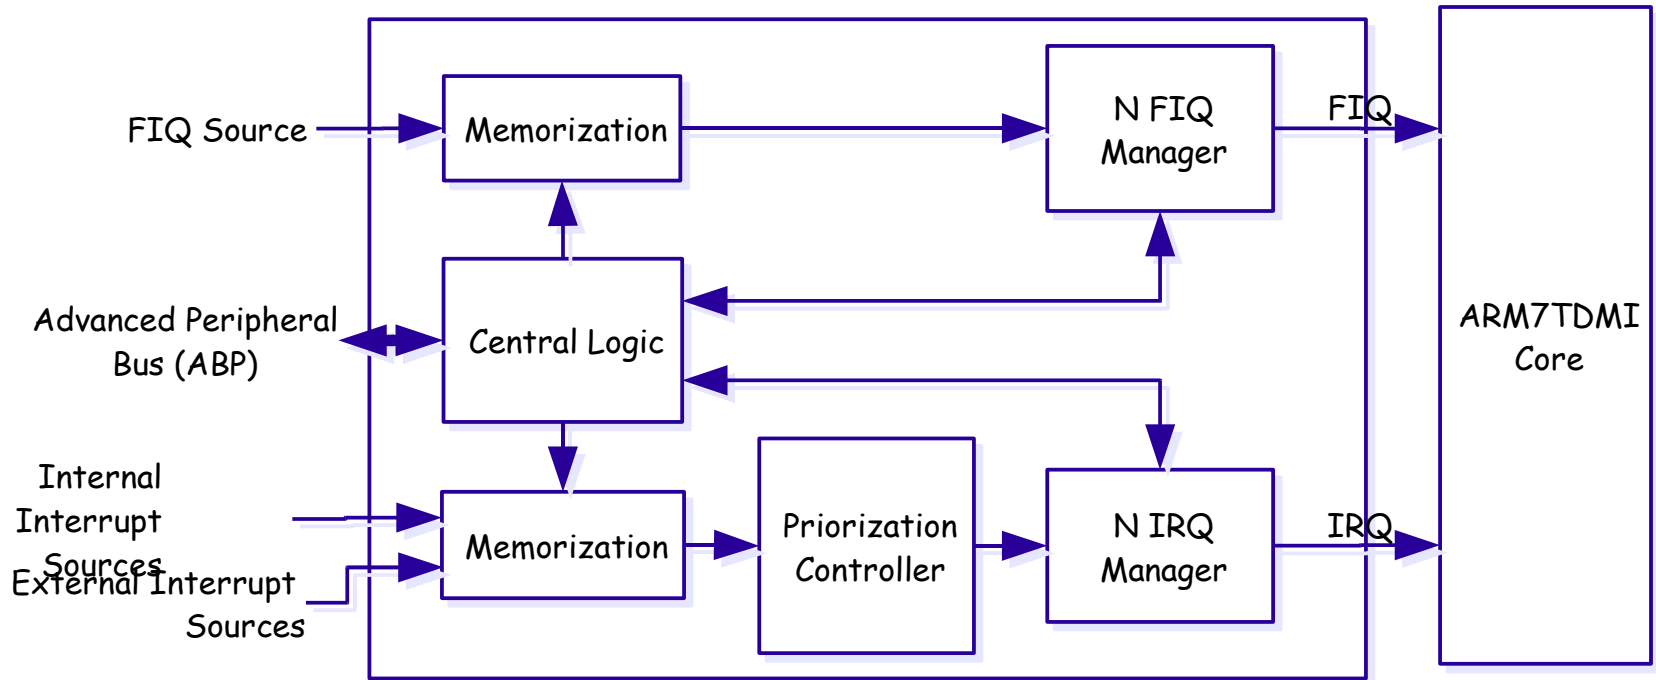 FIQ Source
Memorization
N FIQ
Manager
FIQ
Advanced Peripheral
Bus (ABP)
Central Logic
ARM7TDMI
Core
Internal
Interrupt
Sources
External Interrupt
Sources
Memorization
Priorization
Controller
N IRQ
Manager
IRQ